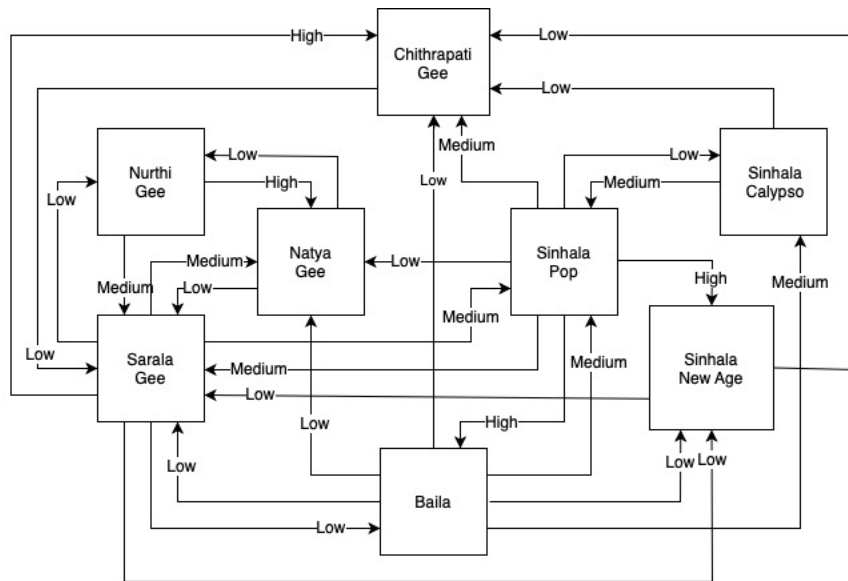 High
Chithrapati
Gee
Low
Low
Nurthi
Gee
Low
Medium
Low
Sinhala
Calypso
Low
High
Low
Medium
Natya
Gee
Low
Sinhala
Pop
Medium
Low
Medium
Low
High
Medium
Medium
Sarala
Gee
Low
Medium
Medium
Sinhala
New Age
Low
Low
High
Low
Baila
Low
Low
Low